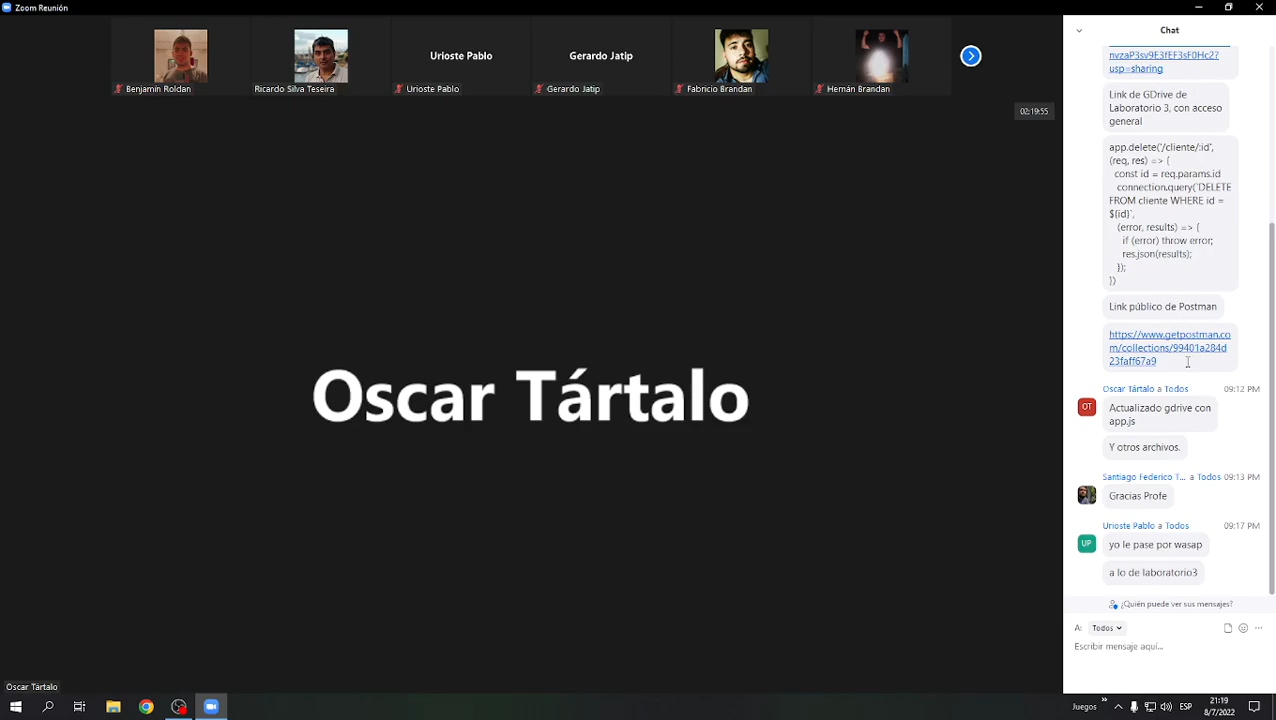 Zoom Reunión
Urioste Pablo
Gerardo Jatip
Benjamín Roldan
Ricardo Silva Teseira
Urioste Pablo
Gerardo Jatip
Fabricio Brandan
Hernán Brandan
02:19:55
Oscar Tártalo
Oscar Tártalo
Chat
nvzaP3sv9E3fEF3sF0Hc2?
usp=sharing
Link de GDrive de
Laboratorio 3, con acceso
general
app.delete('/cliente/:id',
(req, res) => {
const id = req.params.id
connection.query(`DELETE
FROM cliente WHERE id =
${id}`,
(error, results) => {
if (error) throw error;
res.json(results);
});
})
Link público de Postman
https://www.getpostman.co
m/collections/99401a284d
23faff67a9
Oscar Tártalo a Todos 09:12 PM
OT
Actualizado gdrive con
app.js
Y otros archivos.
Santiago Federico T... a Todos 09:13 PM
Gracias Profe
Urioste Pablo a Todos 09:17 PM
UP
yo le pase por wasap
a lo de laboratorio3
¿Quién puede ver sus mensajes?
A: Todos
Escribir mensaje aquí...
Juegos
ESP
21:19
8/7/2022